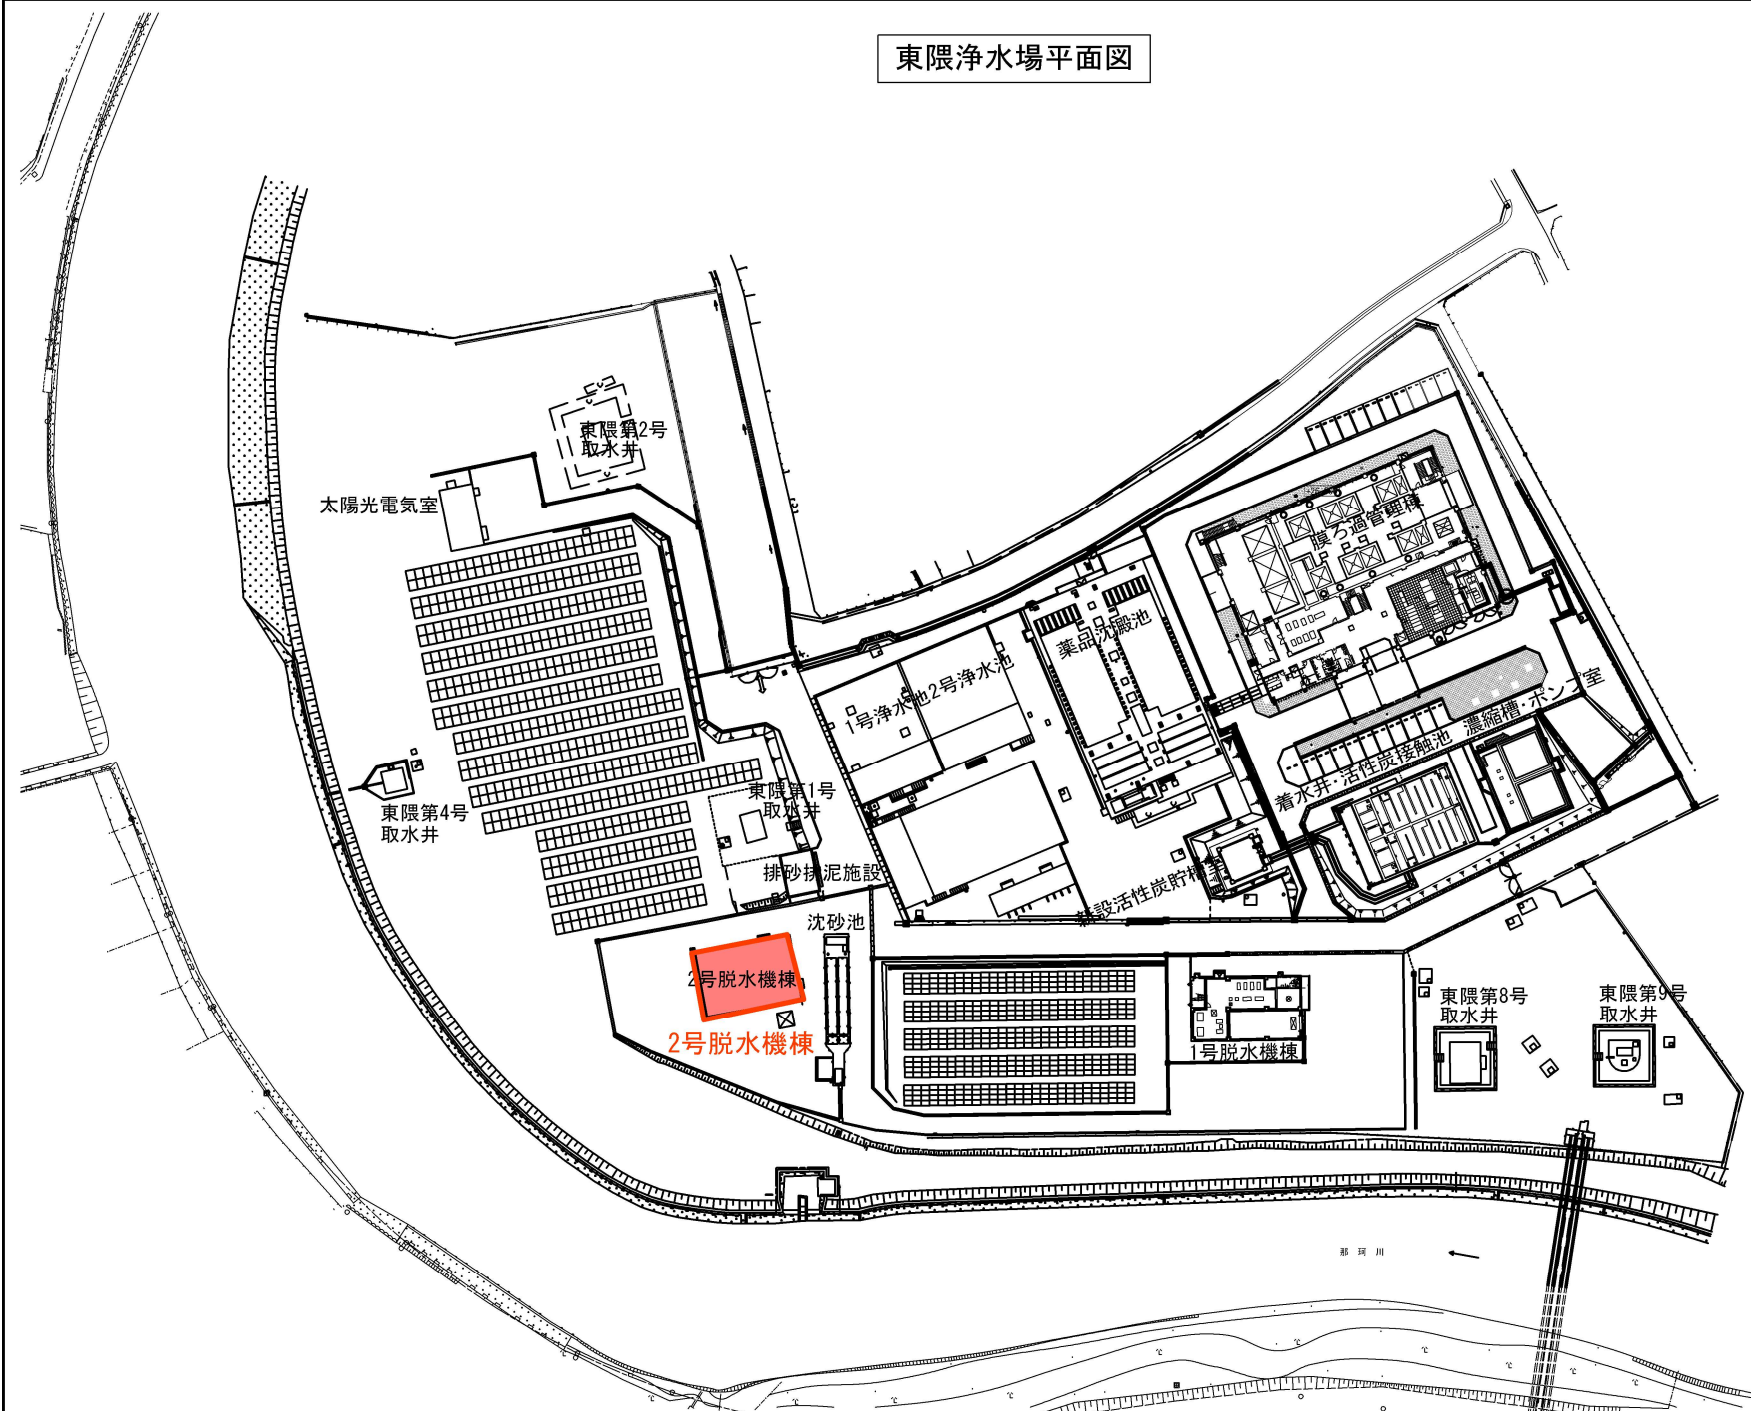 東隈浄水場平面図
東隈第2号
取水井
太陽光電気室
膜ろ過管理棟
薬品沈澱池
1号浄水池
2号浄水池
濃縮槽・ポンプ室
着水井・活性炭接触池
東隈第4号
取水井
東隈第1号
取水井
排砂排泥施設
沈砂池
2号脱水機棟
2号脱水機棟
1号脱水機棟
東隈第8号
取水井
東隈第9号
取水井
那珂川